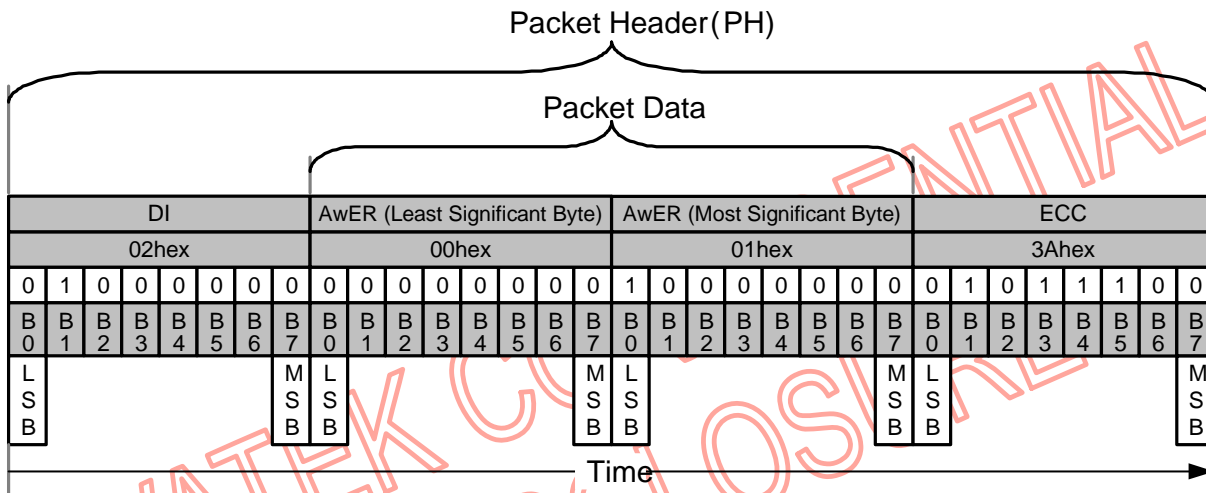 Packet Header(PH)
Packet Data
DI AwER (Least Significant Byte) AwER (Most Significant Byte) ECC
02hex 00hex 01hex 3Ahex
0 1 0 0 0 0 0 0 0 0 0 0 0 0 0 0 1 0 0 0 0 0 0 0 0 1 0 1 1 1 0 0
B0 B1 B2 B3 B4 B5 B6 B7 B0 B1 B2 B3 B4 B5 B6 B7 B0 B1 B2 B3 B4 B5 B6 B7 B0 B1 B2 B3 B4 B5 B6 B7
LSB MSB LSB MSB LSB MSB LSB MSB
Time